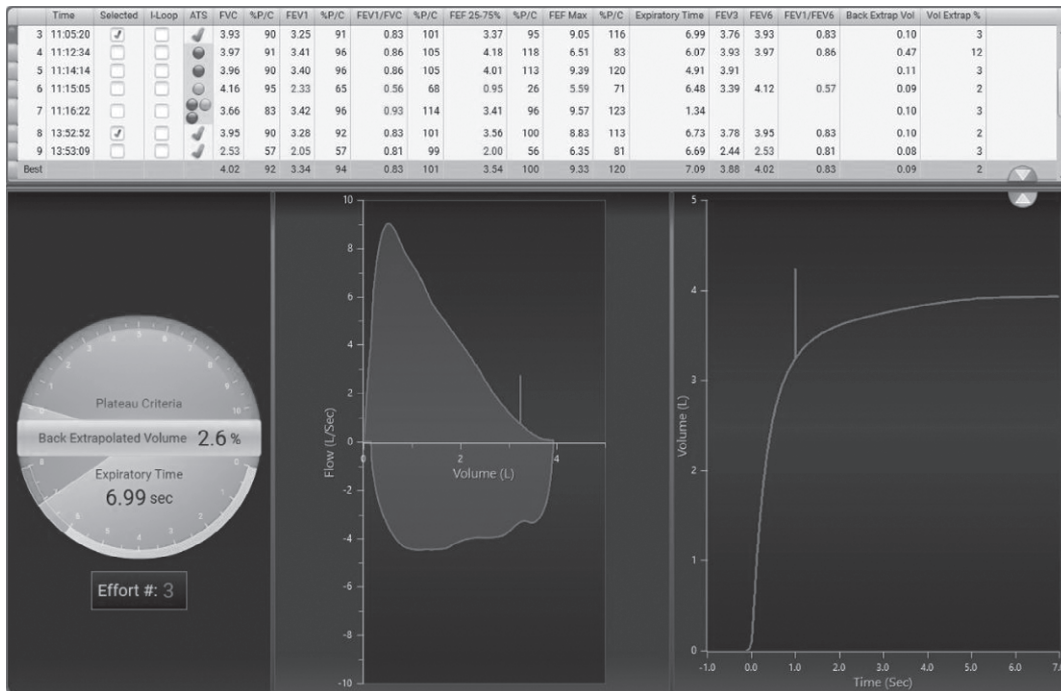 Time Selected I-Loop ATS FVC %P/C FEV1 %P/C FEV1/FVC %P/C FEF 25-75% %P/C FEF Max %P/C Expiratory Time FEV3 FEV6 FEV1/FEV6 Back Extrap Vol Vol Extrap %
3 11:05:20 3.93 90 3.25 91 0.83 101 3.37 95 9.05 116 6.99 3.76 3.93 0.83 0.10 3
4 11:12:34 3.97 91 3.41 96 0.86 105 4.18 118 6.51 83 6.07 3.93 3.97 0.86 0.47 12
5 11:14:14 3.96 90 3.40 96 0.86 105 4.01 113 9.39 120 4.91 3.91 0.11 3
6 11:15:05 4.16 95 2.33 65 0.56 68 0.95 26 5.59 71 6.48 3.39 4.12 0.57 0.09 2
7 11:16:22 3.66 83 3.42 96 0.93 114 3.41 96 9.57 123 1.34 0.10 3
8 13:52:52 3.95 90 3.28 92 0.83 101 3.56 100 8.83 113 6.73 3.78 3.95 0.83 0.10 2
9 13:53:09 2.53 57 2.05 57 0.81 99 2.00 56 6.35 81 6.69 2.44 2.53 0.81 0.08 3
Best 4.02 92 3.34 94 0.83 101 3.54 100 9.33 120 7.09 3.88 4.02 0.83 0.09 2
Plateau Criteria
Back Extrapolated Volume 2.6 %
Expiratory Time
6.99 sec
Effort #: 3
10
8
6
4
2
0
-2
-4
-6
-8
-10
Flow (L/Sec)
0 2 4
Volume (L)
5
4
3
2
1
0
Volume (L)
-1.0 0.0 1.0 2.0 3.0 4.0 5.0 6.0 7.0
Time (Sec)